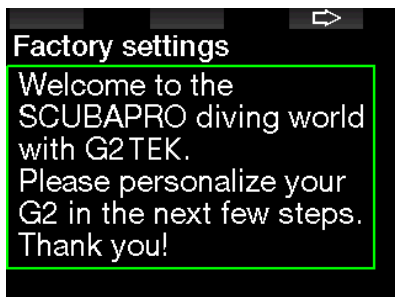 Factory settings
Welcome to the
SCUBAPRO diving world
with G2TEK.
Please personalize your
G2 in the next few steps.
Thank you!